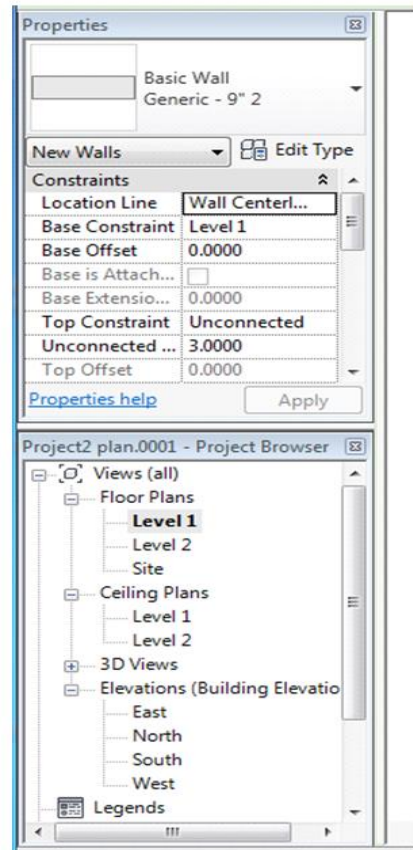 Properties
Basic Wall
Generic - 9" 2
New Walls Edit Type
Constraints
Location Line Wall Centerl...
Base Constraint Level 1
Base Offset 0.0000
Base is Attach...
Base Extensio... 0.0000
Top Constraint Unconnected
Unconnected ... 3.0000
Top Offset 0.0000
Properties help Apply
Project2 plan.0001 - Project Browser
Views (all)
Floor Plans
Level 1
Level 2
Site
Ceiling Plans
Level 1
Level 2
3D Views
Elevations (Building Elevatio
East
North
South
West
Legends